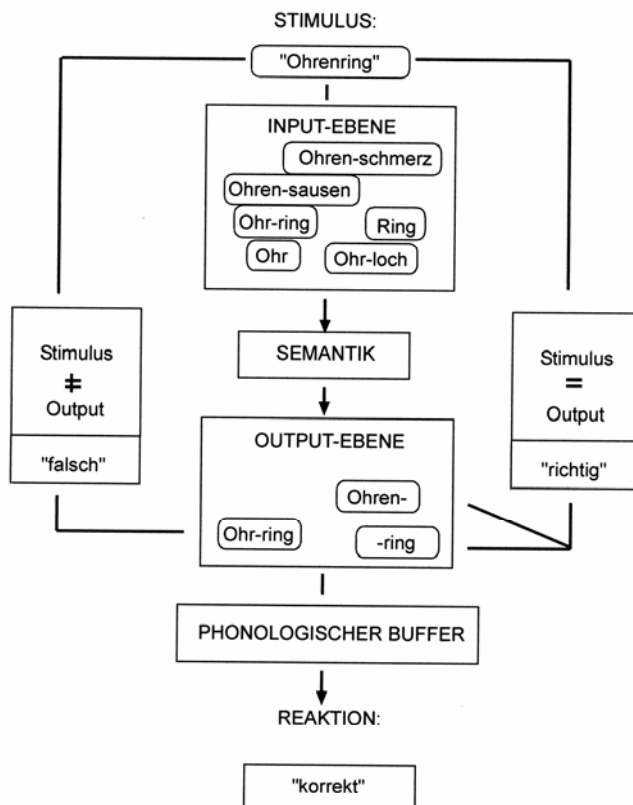 STIMULUS:
"Ohrenring"
INPUT-EBENE
Ohren-schmerz
Ohren-sausen
Ohr-ring
Ring
Ohr
Ohr-loch
Stimulus
≠
Output
"falsch"
SEMANTIK
Stimulus
=
Output
"richtig"
OUTPUT-EBENE
Ohren-
Ohr-ring
-ring
PHONOLOGISCHER BUFFER
REAKTION:
"korrekt"